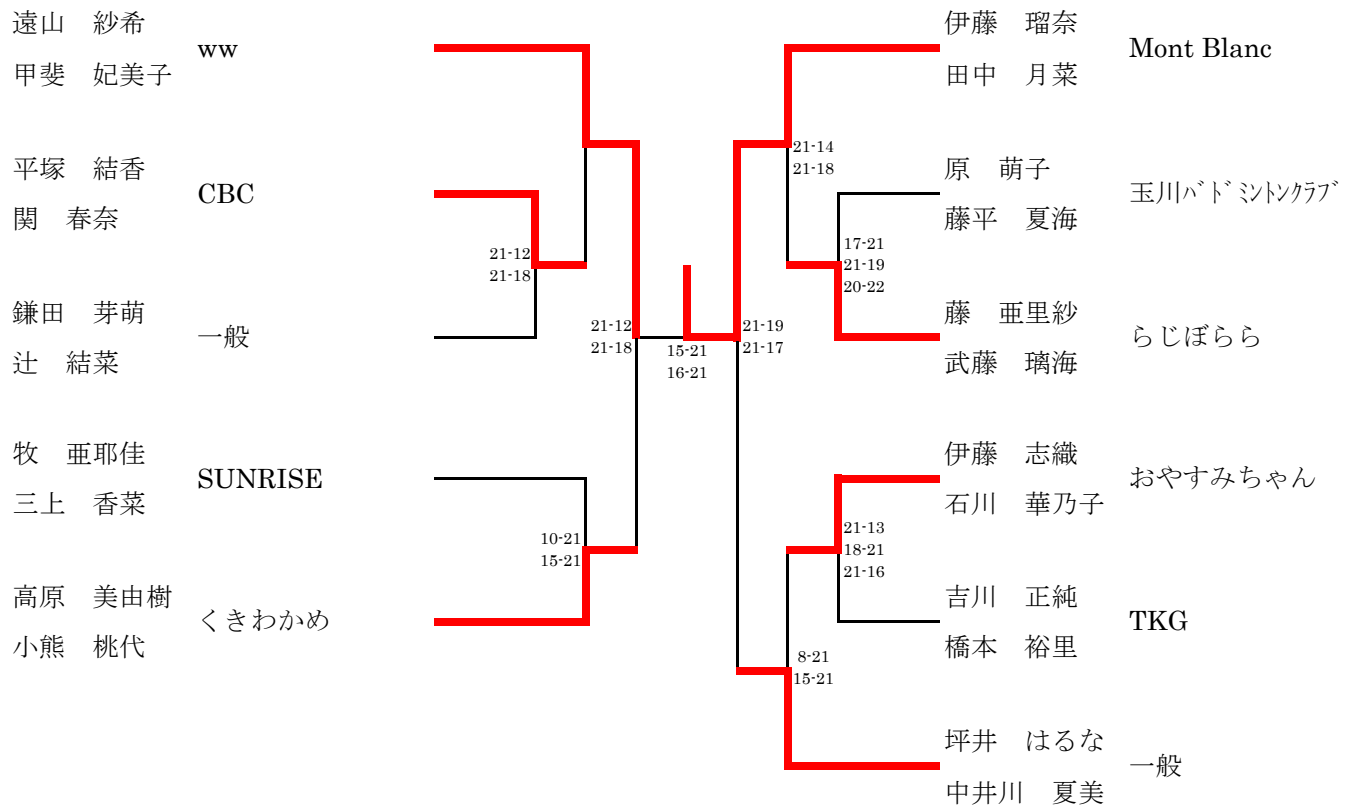 遠山　紗希
甲斐　妃美子
ww
平塚　結香
関　春奈
CBC
21-12
21-18
鎌田　芽萌
辻　結菜
一般
21-12
21-18
牧　亜耶佳
三上　香菜
SUNRISE
10-21
15-21
高原　美由樹
小熊　桃代
くきわかめ
15-21
16-21
伊藤　瑠奈
田中　月菜
Mont Blanc
21-14
21-18
原　萌子
藤平　夏海
玉川ﾊﾞﾄﾞﾐﾝﾄﾝｸﾗﾌﾞ
17-21
21-19
20-22
藤　亜里紗
武藤　璃海
らじぼらら
21-19
21-17
伊藤　志織
石川　華乃子
おやすみちゃん
21-13
18-21
21-16
吉川　正純
橋本　裕里
TKG
8-21
15-21
坪井　はるな
中井川　夏美
一般